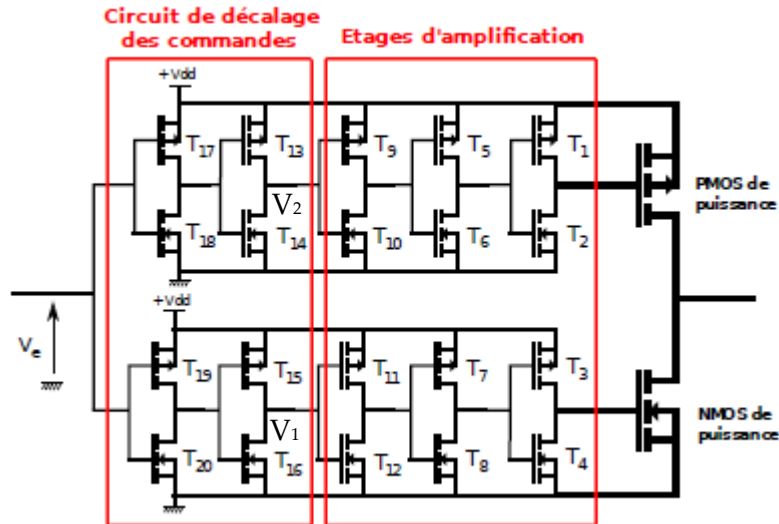 Circuit de décalage
des commandes
Etages d'amplification
+Vdd
T17
T13
T9
T5
T1
PMOS de
puissance
V2
T18
T14
T10
T6
T2
+Vdd
Ve
T19
T15
T11
T7
T3
NMOS de
puissance
V1
T20
T16
T12
T8
T4